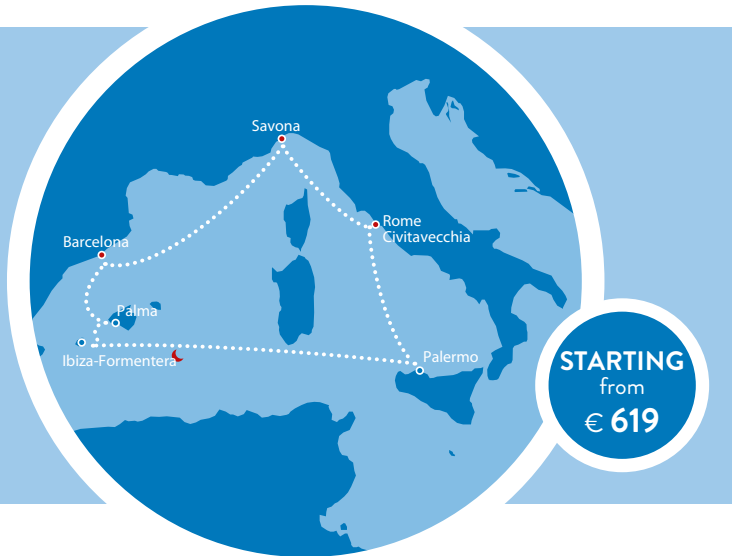 Savona
Rome
Civitavecchia
Barcelona
Palma
Ibiza-Formentera
Palermo
STARTING
from
€ 619